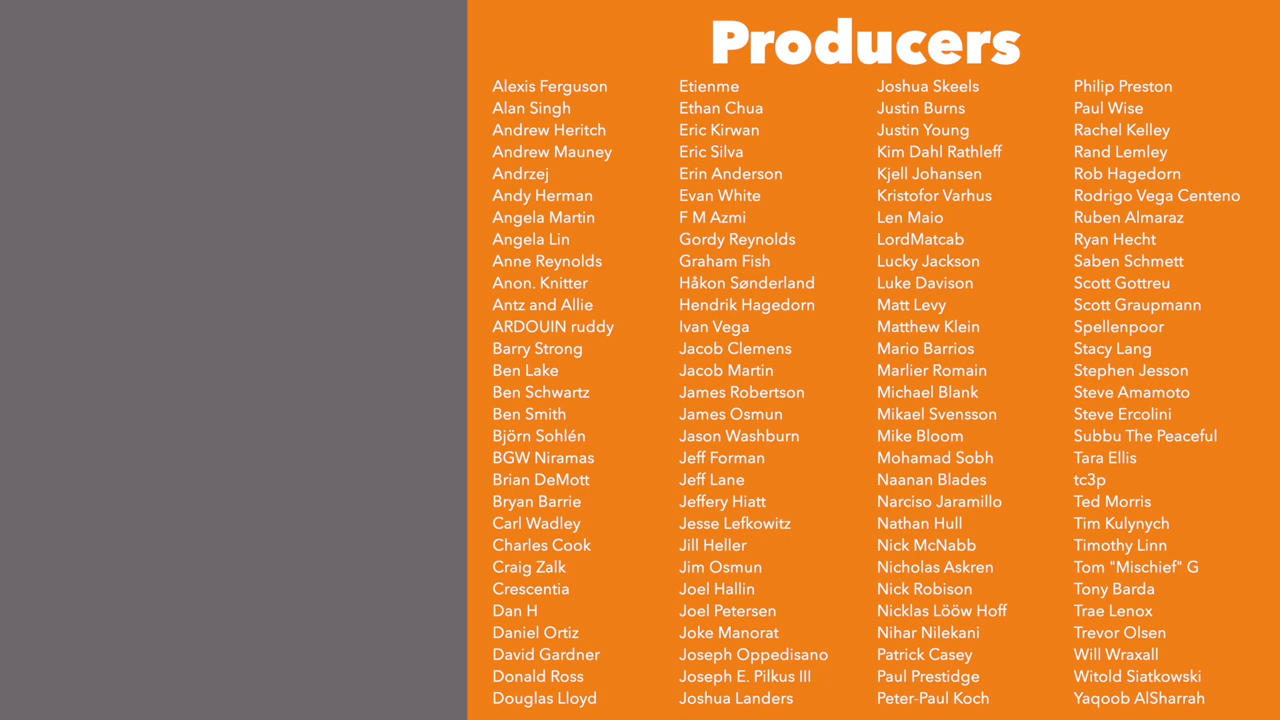 Producers
Alexis Ferguson
Alan Singh
Andrew Heritch
Andrew Mauney
Andrzej
Andy Herman
Angela Martin
Angela Lin
Anne Reynolds
Anon. Knitter
Antz and Allie
ARDOUIN ruddy
Barry Strong
Ben Lake
Ben Schwartz
Ben Smith
Björn Sohlén
BGW Niramas
Brian DeMott
Bryan Barrie
Carl Wadley
Charles Cook
Craig Zalk
Crescentia
Dan H
Daniel Ortiz
David Gardner
Donald Ross
Douglas Lloyd
Etienme
Ethan Chua
Eric Kirwan
Eric Silva
Erin Anderson
Evan White
F M Azmi
Gordy Reynolds
Graham Fish
Håkon Sønderland
Hendrik Hagedorn
Ivan Vega
Jacob Clemens
Jacob Martin
James Robertson
James Osmun
Jason Washburn
Jeff Forman
Jeff Lane
Jeffery Hiatt
Jesse Lefkowitz
Jill Heller
Jim Osmun
Joel Hallin
Joel Petersen
Joke Manorat
Joseph Oppedisano
Joseph E. Pilkus III
Joshua Landers
Joshua Skeels
Justin Burns
Justin Young
Kim Dahl Rathleff
Kjell Johansen
Kristofor Varhus
Len Maio
LordMatcab
Lucky Jackson
Luke Davison
Matt Levy
Matthew Klein
Mario Barrios
Marlier Romain
Michael Blank
Mikael Svensson
Mike Bloom
Mohamad Sobh
Naanan Blades
Narciso Jaramillo
Nathan Hull
Nick McNabb
Nicholas Askren
Nick Robison
Nicklas Lööw Hoff
Nihar Nilekani
Patrick Casey
Paul Prestidge
Peter-Paul Koch
Philip Preston
Paul Wise
Rachel Kelley
Rand Lemley
Rob Hagedorn
Rodrigo Vega Centeno
Ruben Almaraz
Ryan Hecht
Saben Schmett
Scott Gottreu
Scott Graupmann
Spellenpoor
Stacy Lang
Stephen Jesson
Steve Amamoto
Steve Ercolini
Subbu The Peaceful
Tara Ellis
tc3p
Ted Morris
Tim Kulynych
Timothy Linn
Tom "Mischief" G
Tony Barda
Trae Lenox
Trevor Olsen
Will Wraxall
Witold Siatkowski
Yaqoob AlSharrah